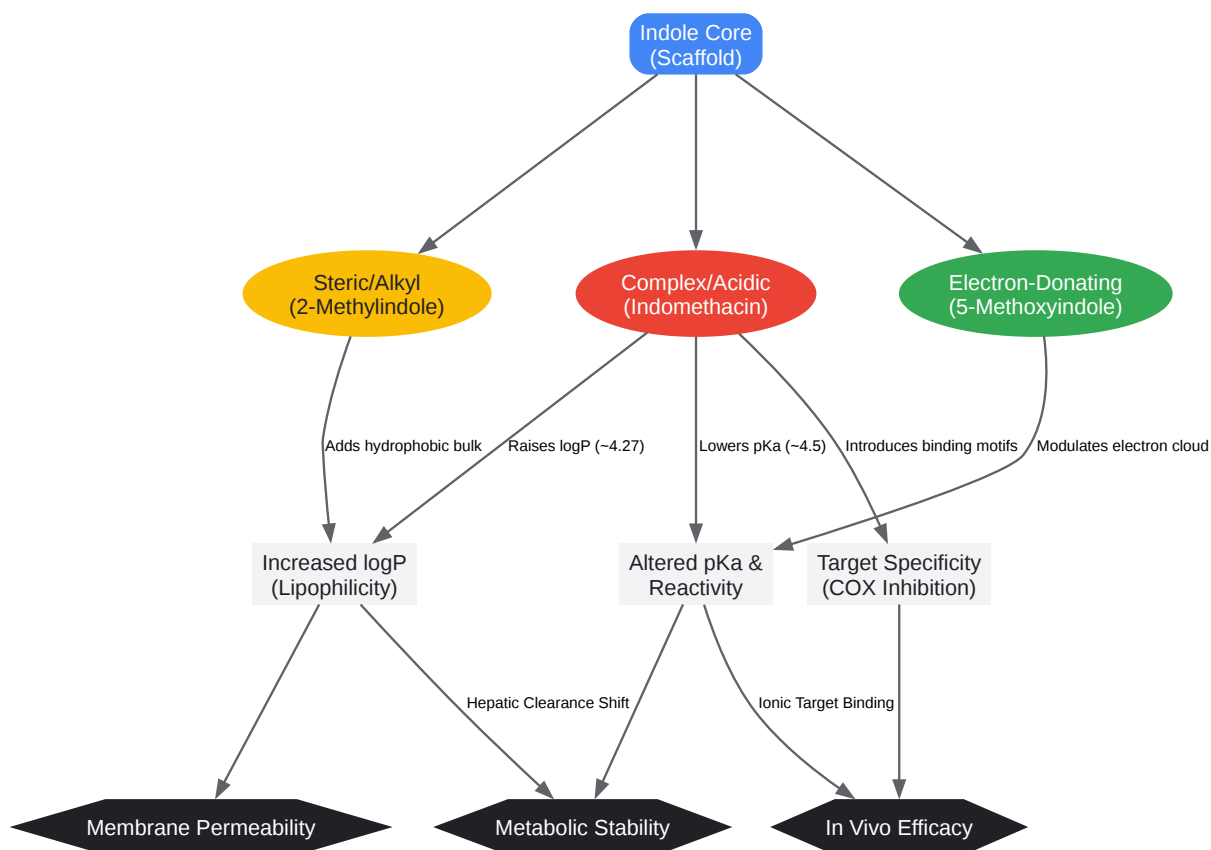 Indole Core
(Scaffold)
Steric/Alkyl
(2-Methylindole)
Complex/Acidic
(Indomethacin)
Electron-Donating
(5-Methoxyindole)
Adds hydrophobic bulk
Raises logP (~4.27)
Lowers pKa (~4.5)
Introduces binding motifs
Modulates electron cloud
Increased logP
(Lipophilicity)
Altered pKa &
Reactivity
Target Specificity
(COX Inhibition)
Hepatic Clearance Shift
Ionic Target Binding
Membrane Permeability
Metabolic Stability
In Vivo Efficacy